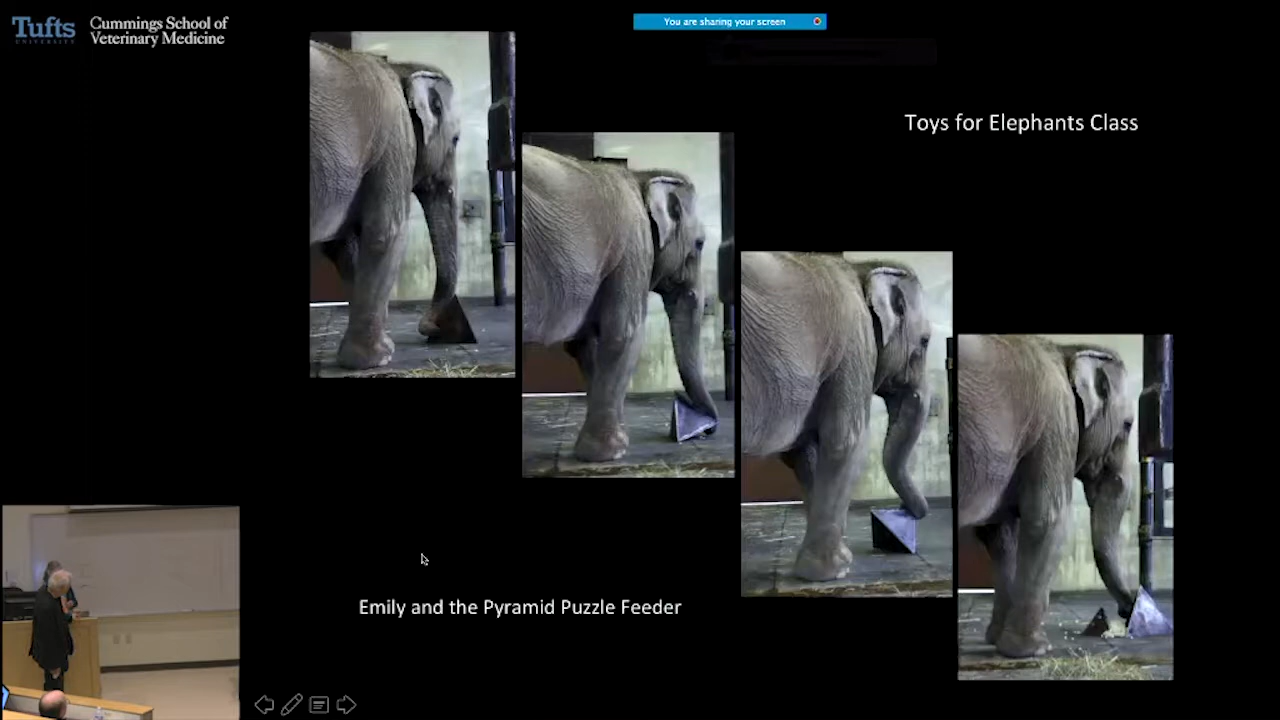 Tufts
UNIVERSITY
Cummings School of
Veterinary Medicine
You are sharing your screen
Toys for Elephants Class
Emily and the Pyramid Puzzle Feeder